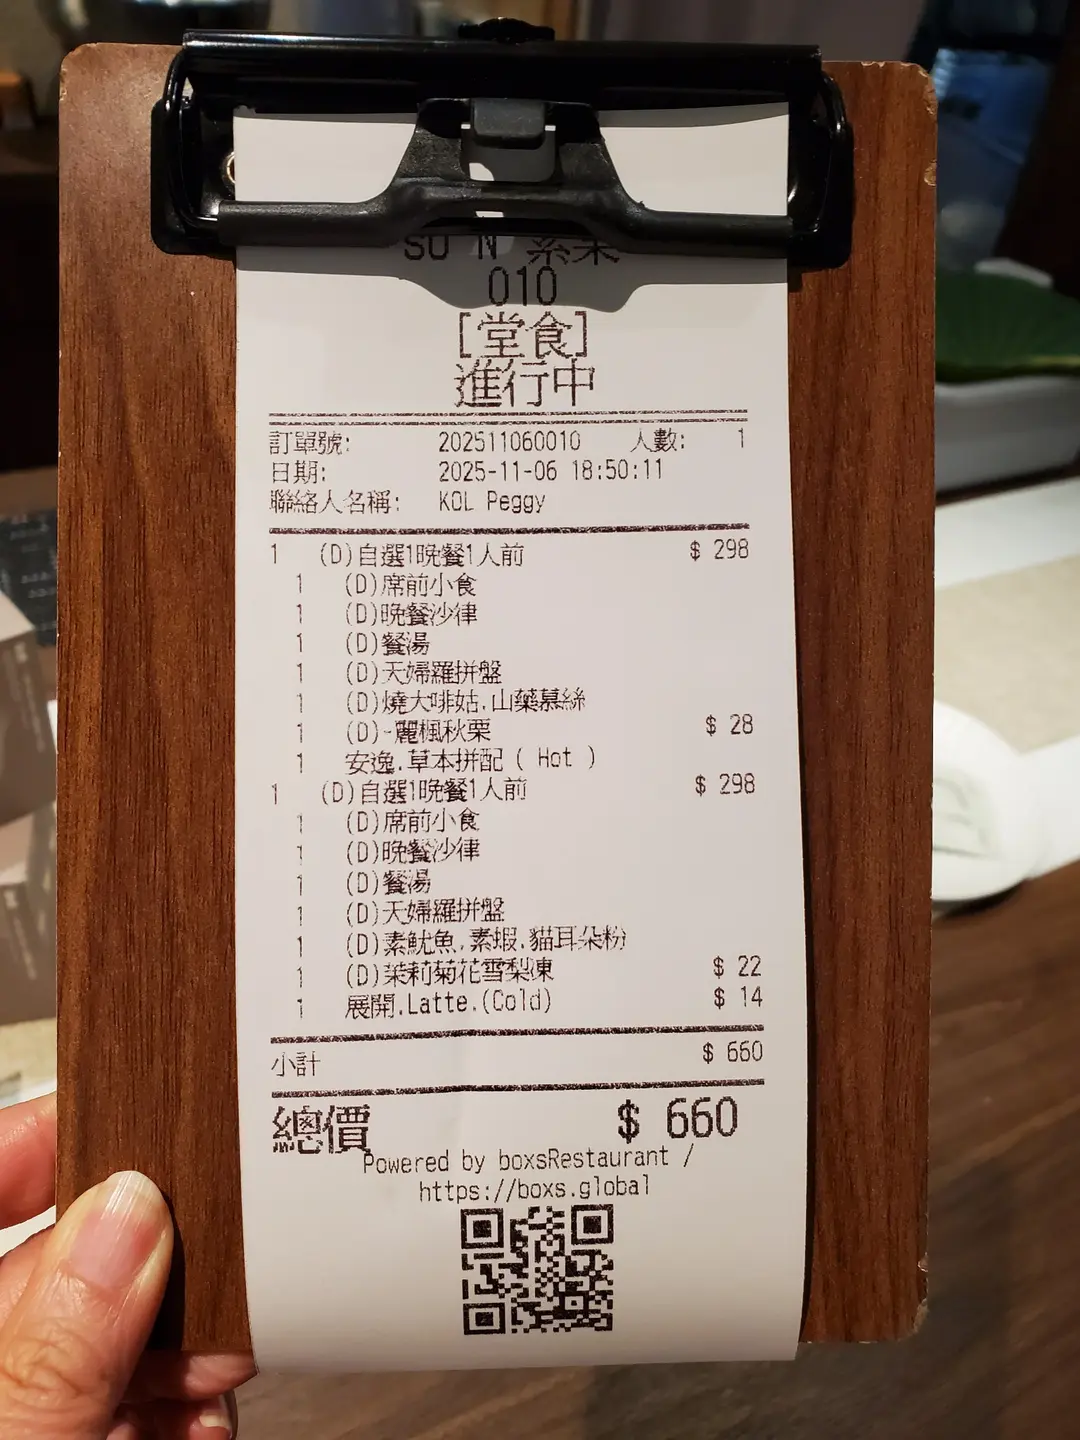 010
[堂食]
進行中
訂單號: 202511060010 人數: 1
日期: 2025-11-06 18:50:11
聯絡人名稱: KOL Peggy
1 (D)自選1晚餐1人前 $ 298
1 (D)席前小食
1 (D)晚餐沙律
1 (D)餐湯
1 (D)天婦羅拼盤
1 (D)燒大啡菇,山藥慕絲
1 (D)-麗楓秋栗 $ 28
1 安逸.草本拼配 ( Hot )
1 (D)自選1晚餐1人前 $ 298
1 (D)席前小食
1 (D)晚餐沙律
1 (D)餐湯
1 (D)天婦羅拼盤
1 (D)素魷魚,素蝦,貓耳朵粉
1 (D)茉莉菊花雪梨凍 $ 22
1 展開.Latte.(Cold) $ 14
小計 $ 660
總價 $ 660
Powered by boxsRestaurant /
https://boxs.global